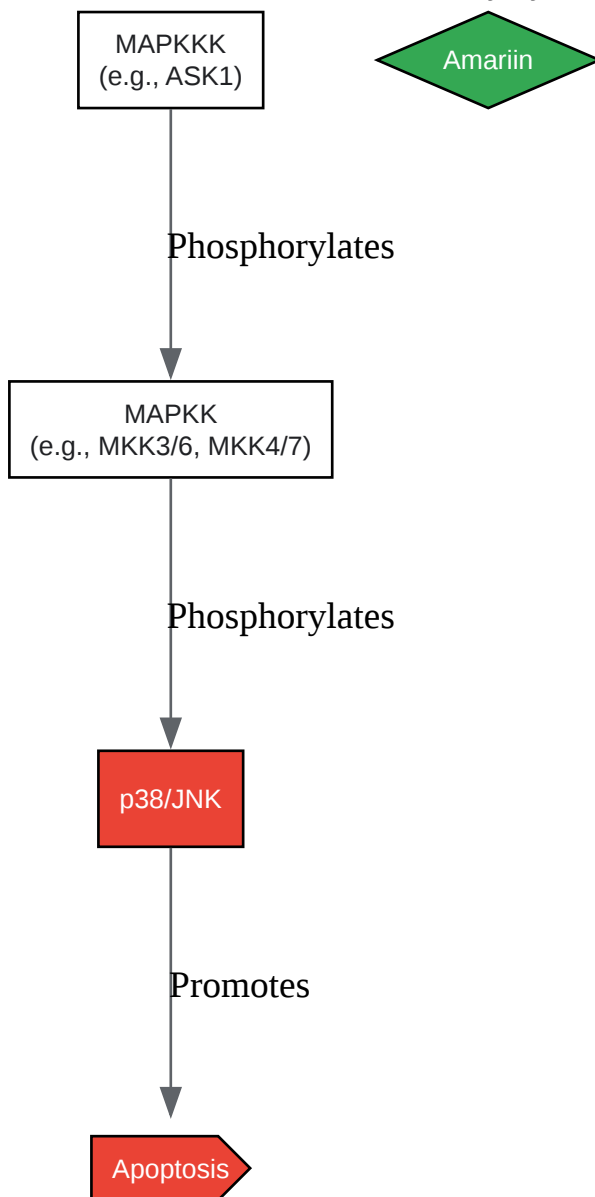 MAPKKK
(e.g., ASK1)
Amariin
Phosphorylates
MAPKK
(e.g., MKK3/6, MKK4/7)
Phosphorylates
p38/JNK
Promotes
Apoptosis